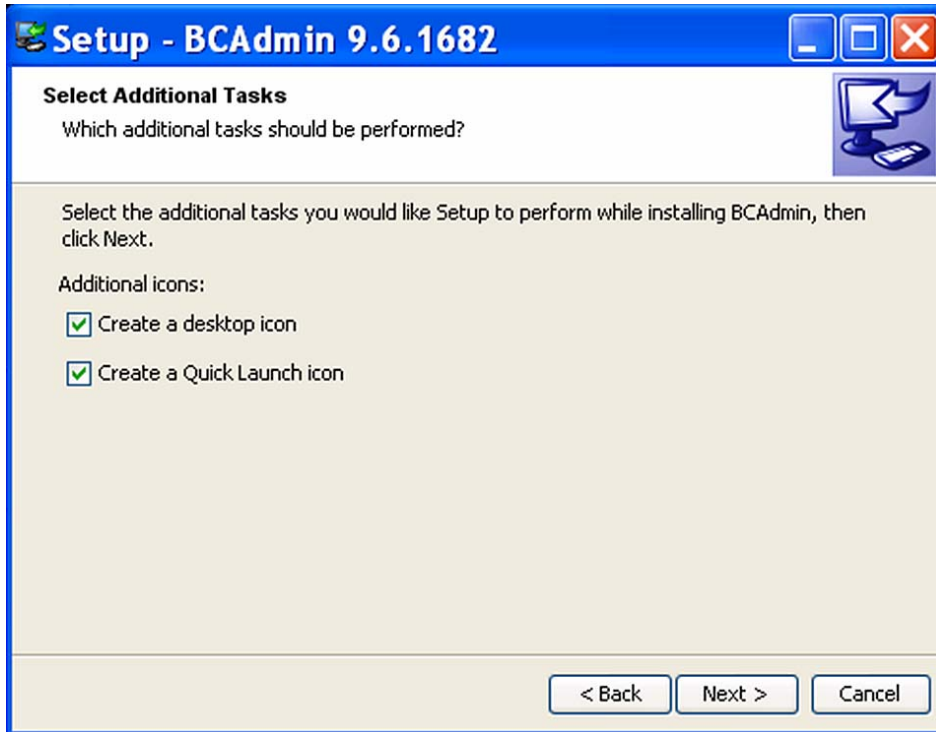 Setup - BCAdmin 9.6.1682
Select Additional Tasks
Which additional tasks should be performed?
Select the additional tasks you would like Setup to perform while installing BCAdmin, then
click Next.
Additional icons:
Create a desktop icon
Create a Quick Launch icon
< Back Next > Cancel